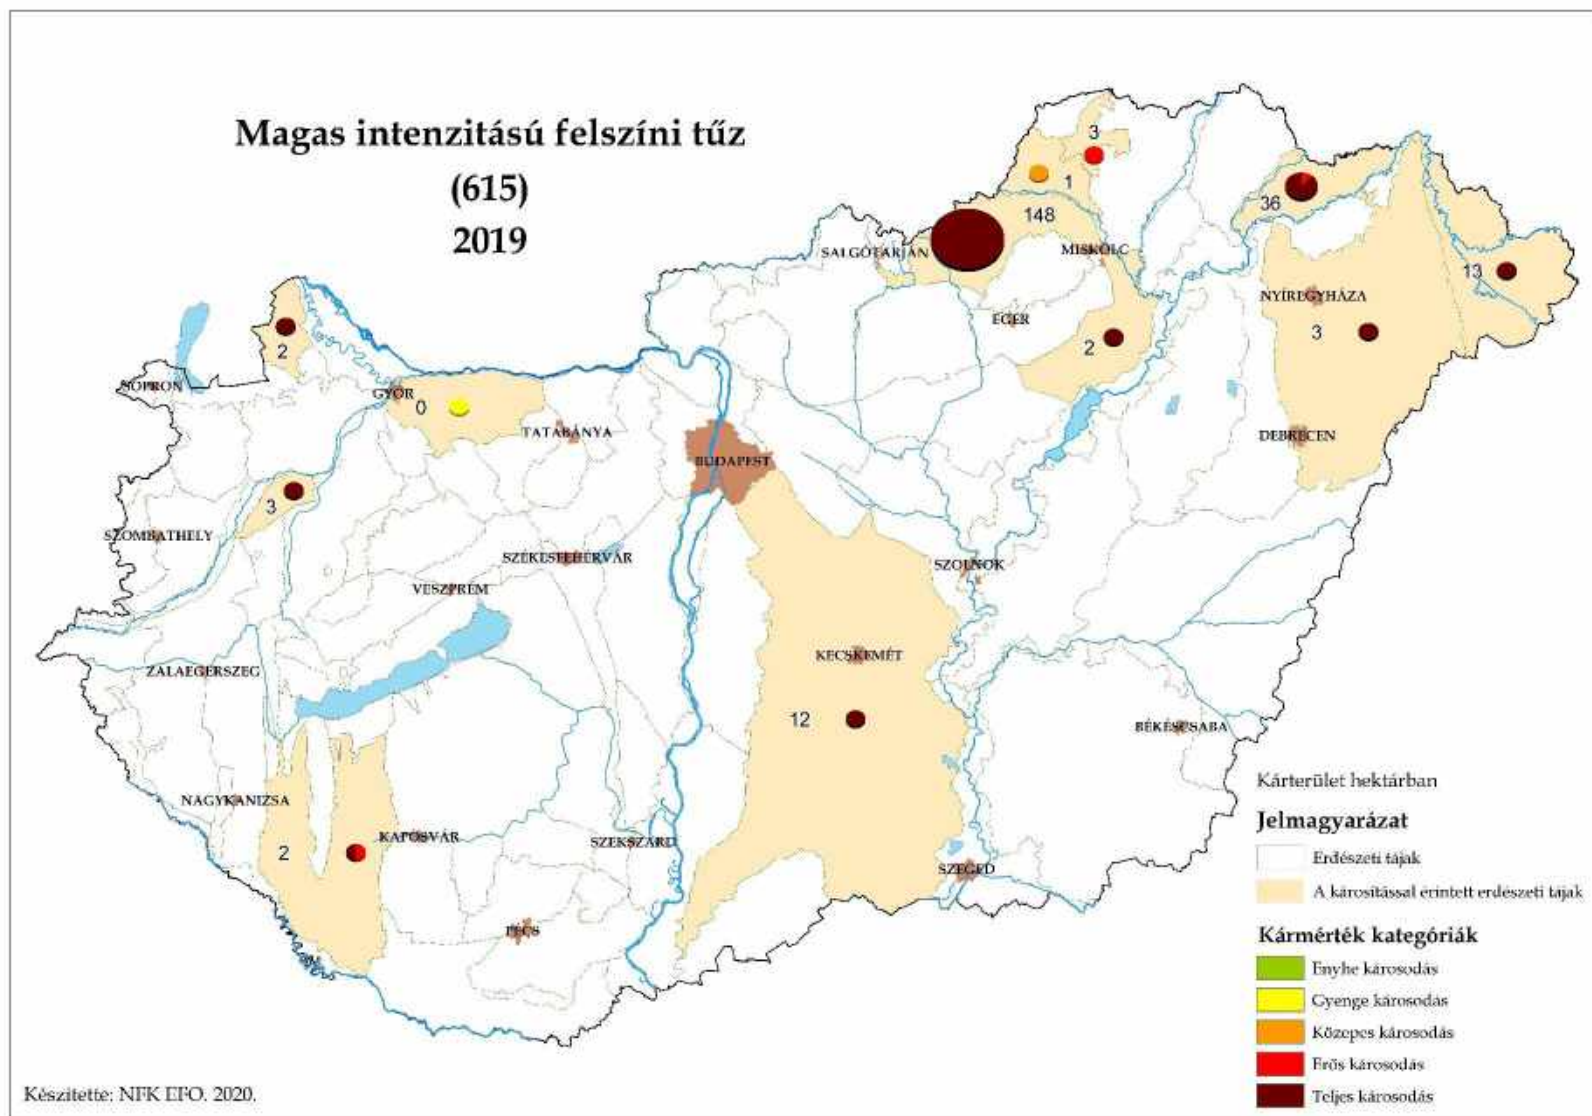 Magas intenzitású felszíni tűz
(615)
2019
3
1
148
36
SALGÓTARJÁN
MISKOLC
13
NYÍREGYHÁZA
EGER
3
2
2
SOPRON
GYŐR
0
TATABÁNYA
DEBRECEN
BUDAPEST
3
SZOMBATHELY
SZÉKESFEHÉRVÁR
SZOLNOK
VESZPRÉM
KECSKEMÉT
ZALAEGERSZEG
12
BÉKÉSCSABA
NAGYKANIZSA
KAPOSVÁR
SZEKSZÁRD
2
SZEGED
PÉCS
Kárterület hektárban
Jelmagyarázat
Erdészeti tájak
A károsítással érintett erdészeti tájak
Kármérték kategóriák
Enyhe károsodás
Gyenge károsodás
Közepes károsodás
Erős károsodás
Teljes károsodás
Készítette: NFK EFO. 2020.